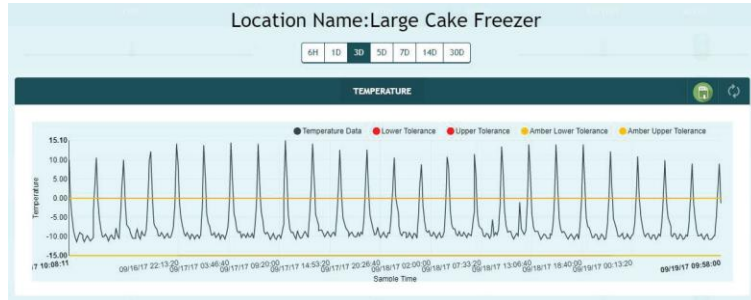 Location Name:Large Cake Freezer
6H 1D 3D 5D 7D 14D 30D
TEMPERATURE
Temperature Data Lower Tolerance Upper Tolerance Amber Lower Tolerance Amber Upper Tolerance
15.10
10.00
5.00
0.00
-5.00
-10.00
-15.00
Temperature
17 10:08:11 09/16/17 22:13:20 09/17/17 03:46:40 09/17/17 09:20:00 09/17/17 14:53:20 09/17/17 20:26:40 09/18/17 02:00:00 09/18/17 07:33:20 09/18/17 13:06:40 09/18/17 18:40:00 09/19/17 00:13:20 09/19/17 09:58:00
Sample Time